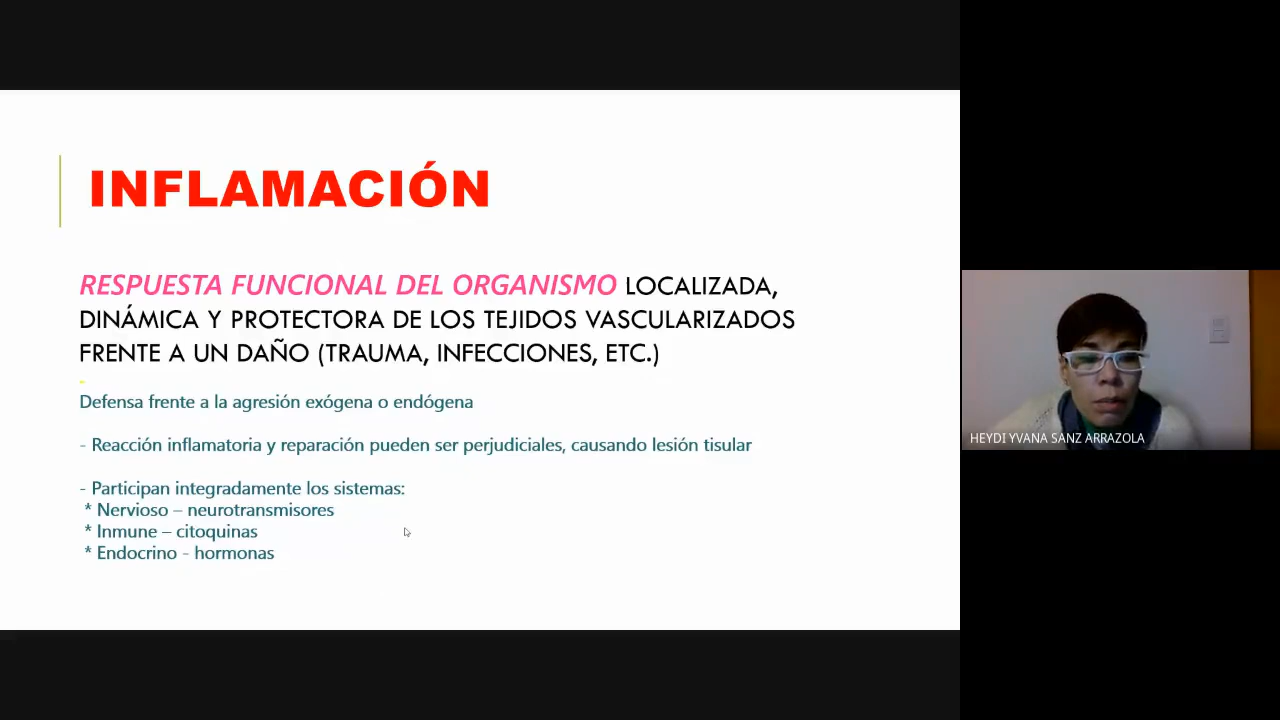 INFLAMACIÓN
RESPUESTA FUNCIONAL DEL ORGANISMO LOCALIZADA,
DINÁMICA Y PROTECTORA DE LOS TEJIDOS VASCULARIZADOS
FRENTE A UN DAÑO (TRAUMA, INFECCIONES, ETC.)
Defensa frente a la agresión exógena o endógena
- Reacción inflamatoria y reparación pueden ser perjudiciales, causando lesión tisular
- Participan integradamente los sistemas:
* Nervioso – neurotransmisores
* Inmune – citoquinas
* Endocrino - hormonas
HEYDI YVANA SANZ ARRAZOLA